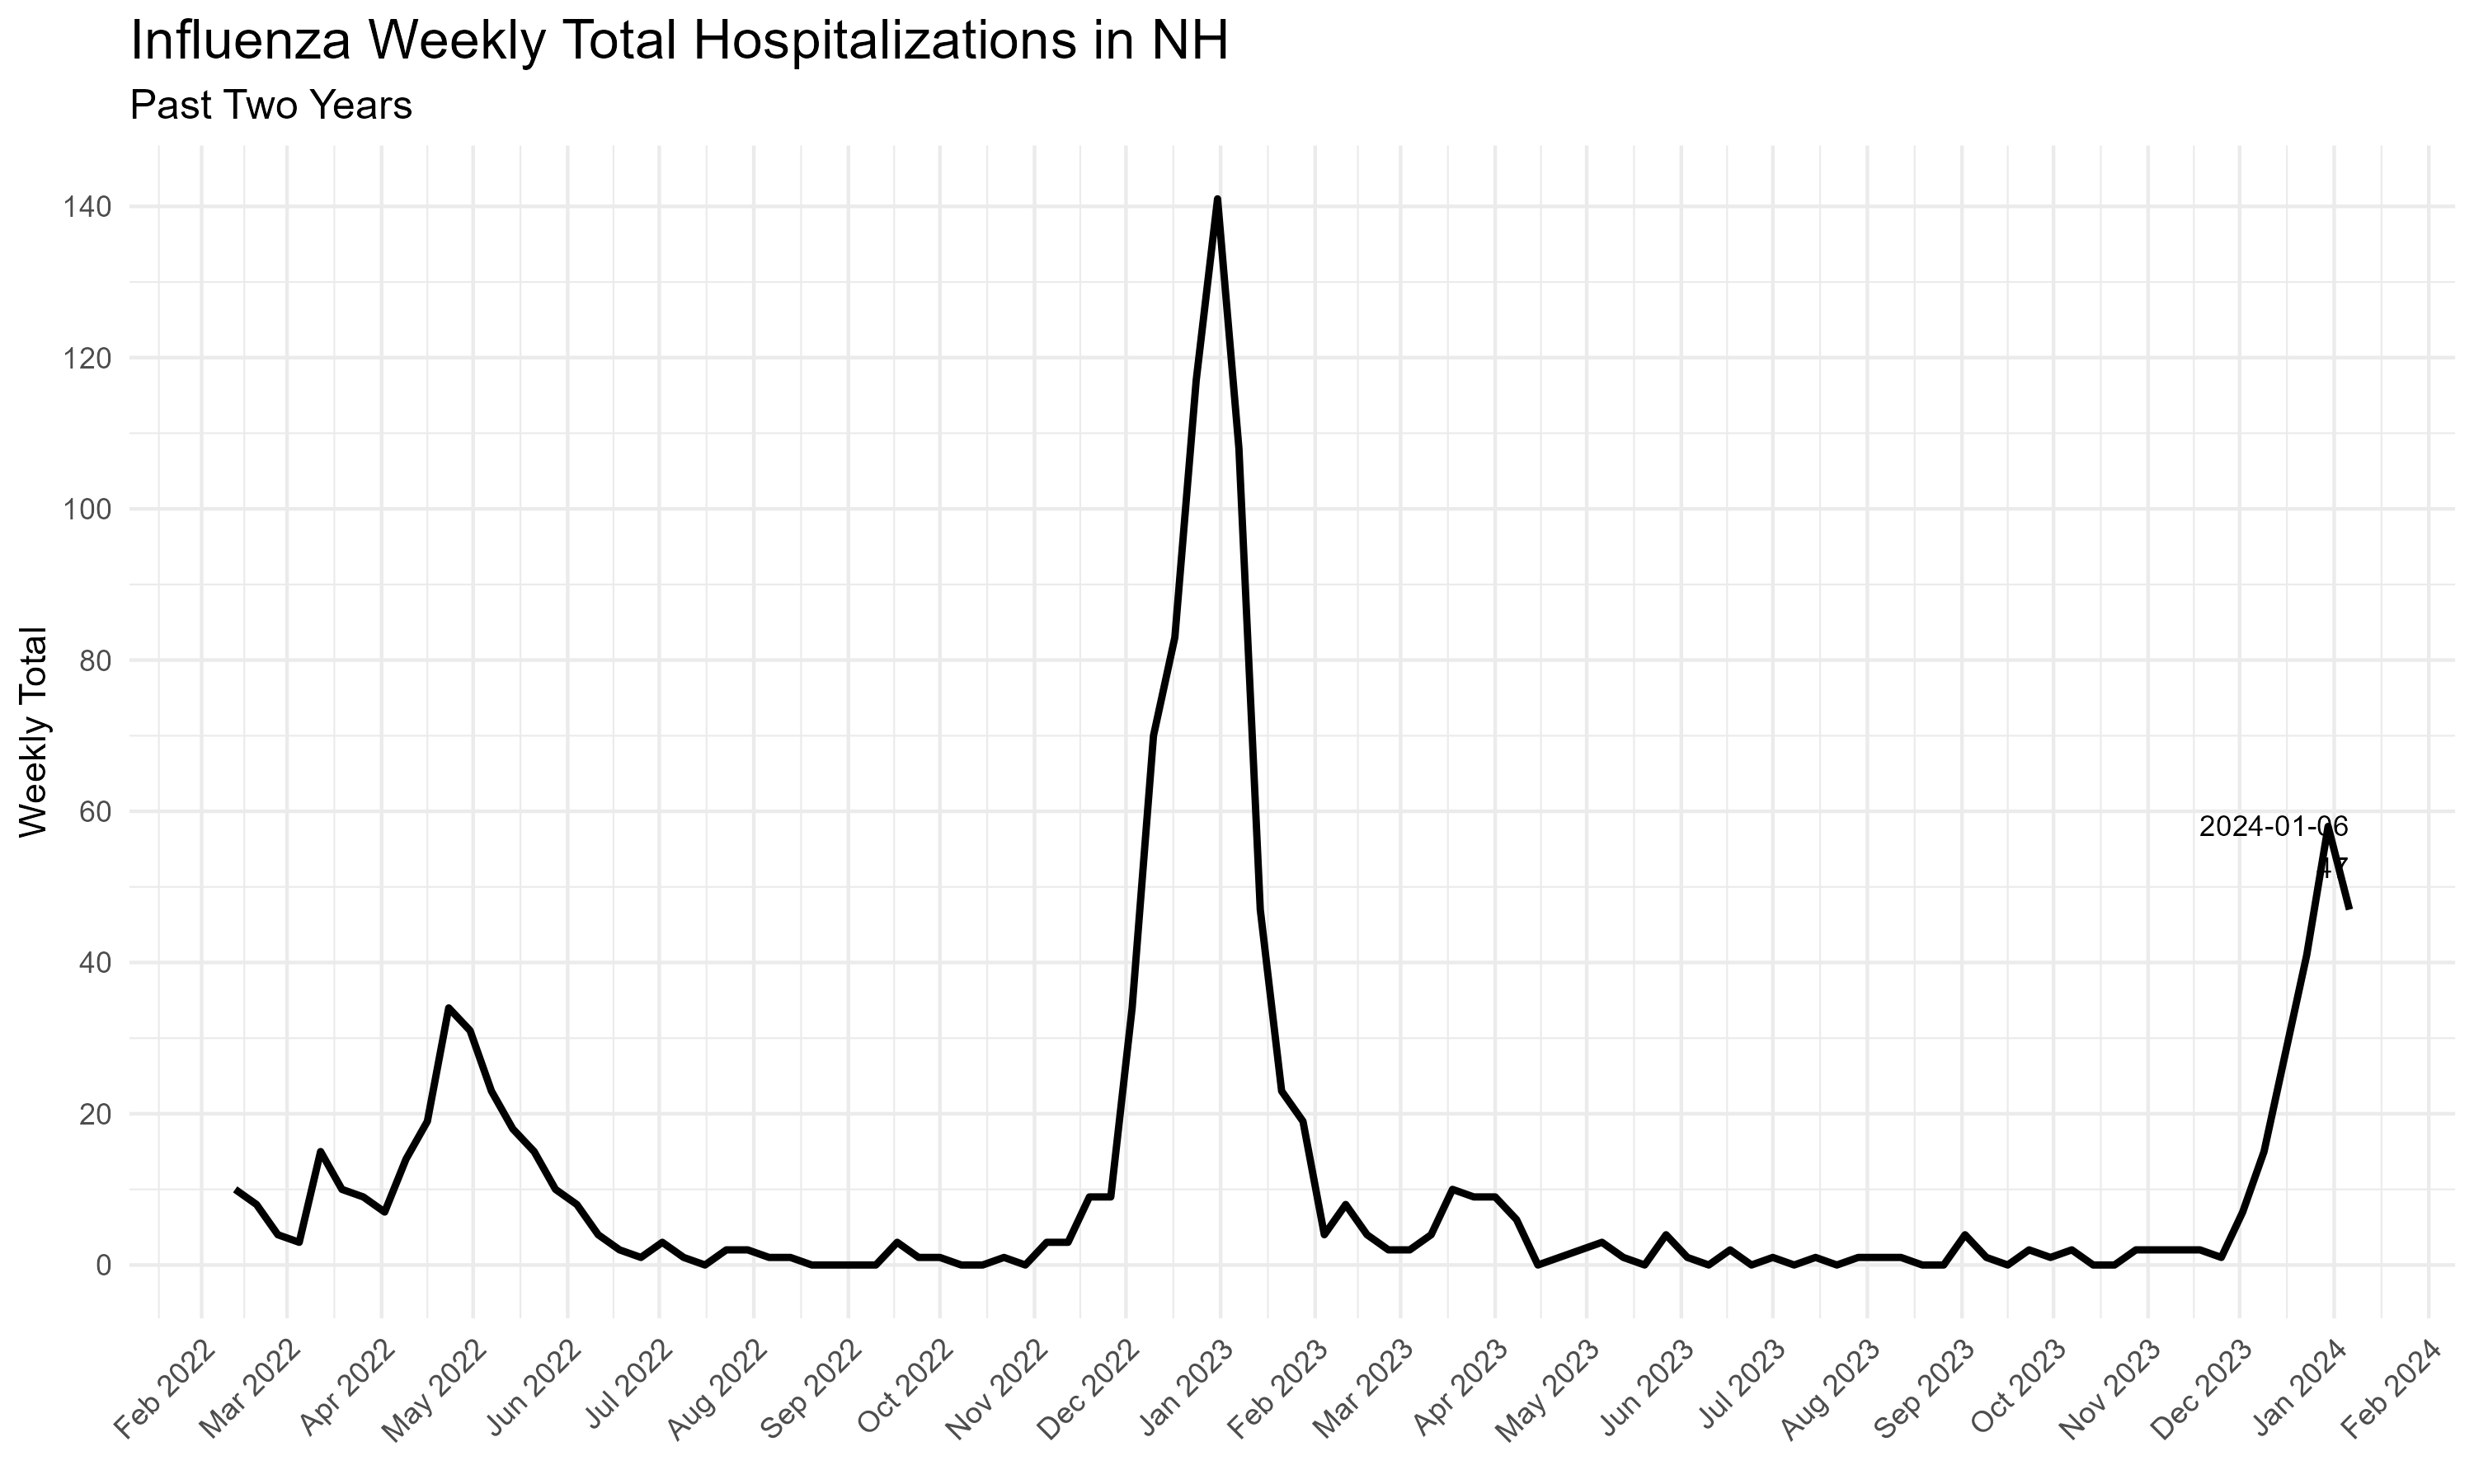 Influenza Weekly Total Hospitalizations in NH
Past Two Years
Weekly Total
140
120
100
80
60
40
20
0
2024-01-06
47
Feb 2022
Mar 2022
Apr 2022
May 2022
Jun 2022
Jul 2022
Aug 2022
Sep 2022
Oct 2022
Nov 2022
Dec 2022
Jan 2023
Feb 2023
Mar 2023
Apr 2023
May 2023
Jun 2023
Jul 2023
Aug 2023
Sep 2023
Oct 2023
Nov 2023
Dec 2023
Jan 2024
Feb 2024